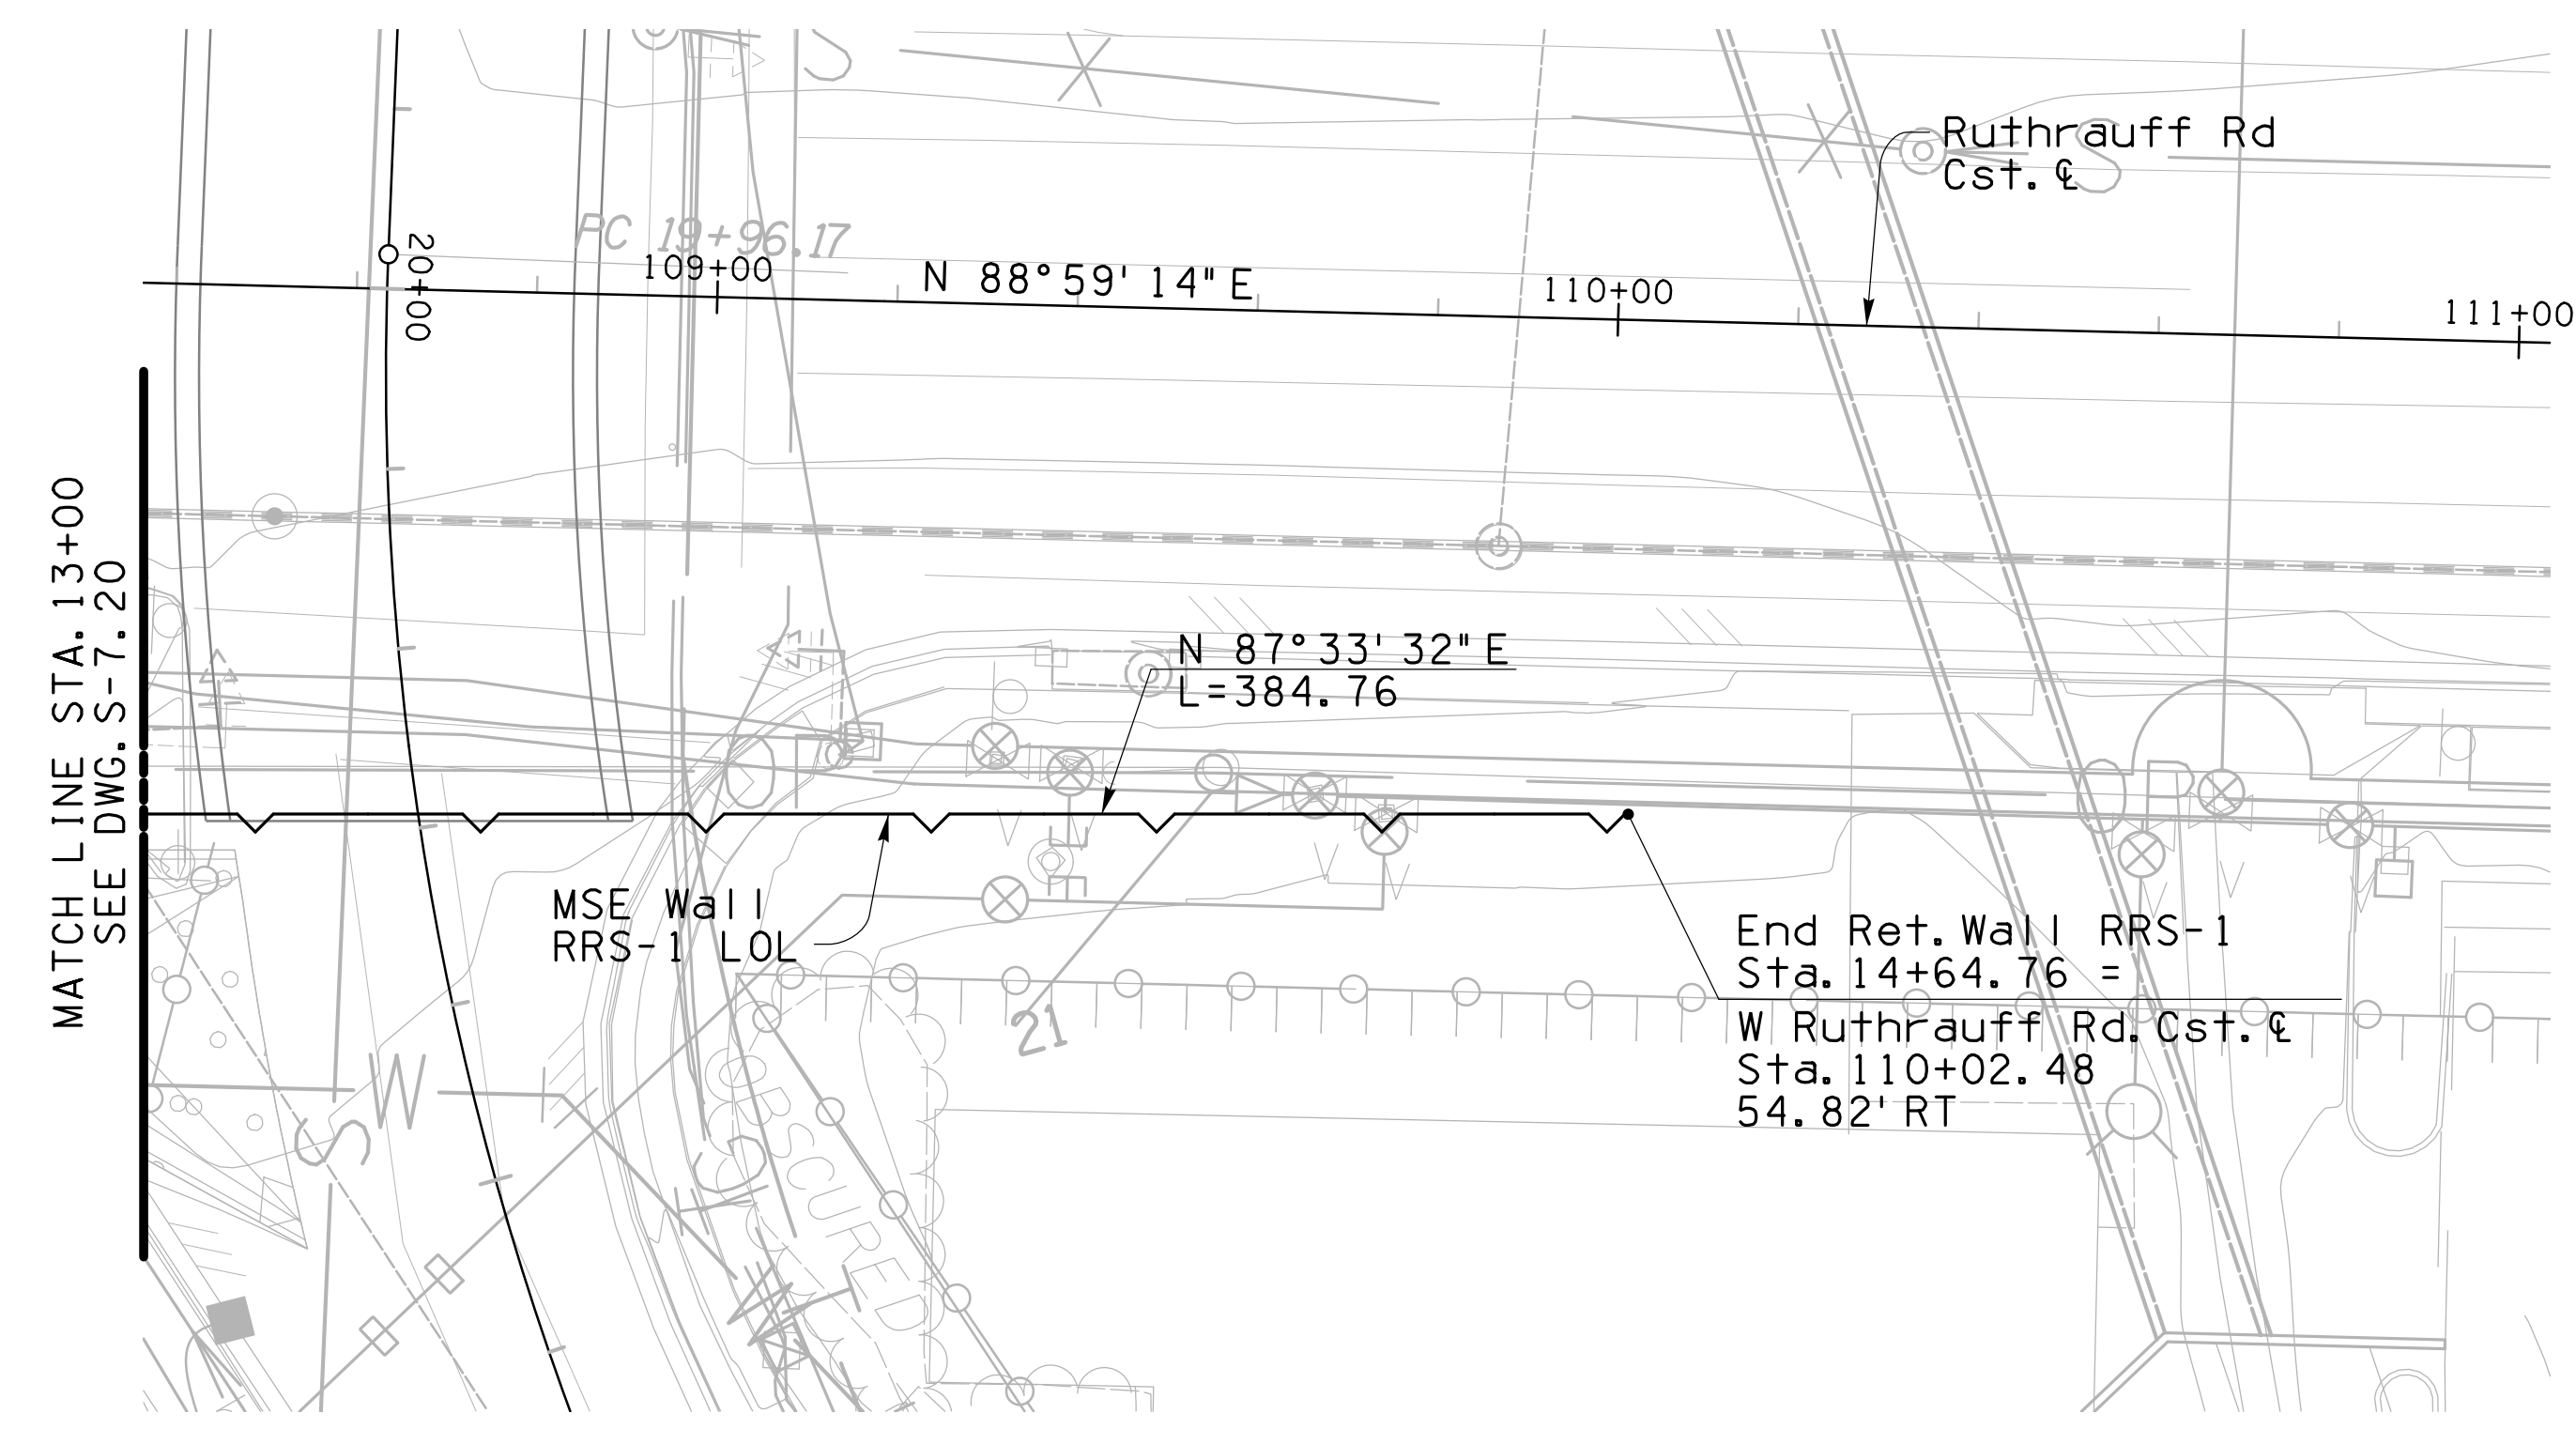 Ruthrauff Rd
Cst. ℄
PC 19+96.17
20+00
109+00
N 88°59'14"E
110+00
111+00
MATCH LINE STA. 13+00
SEE DWG. S-7.20
N 87°33'32"E
L=384.76
MSE Wall
RRS-1 LOL
End Ret. Wall RRS-1
Sta. 14+64.76 =
W Ruthrauff Rd. Cst. ℄
Sta. 110+02.48
54.82' RT
21
S
S
W
S
OBSCURED